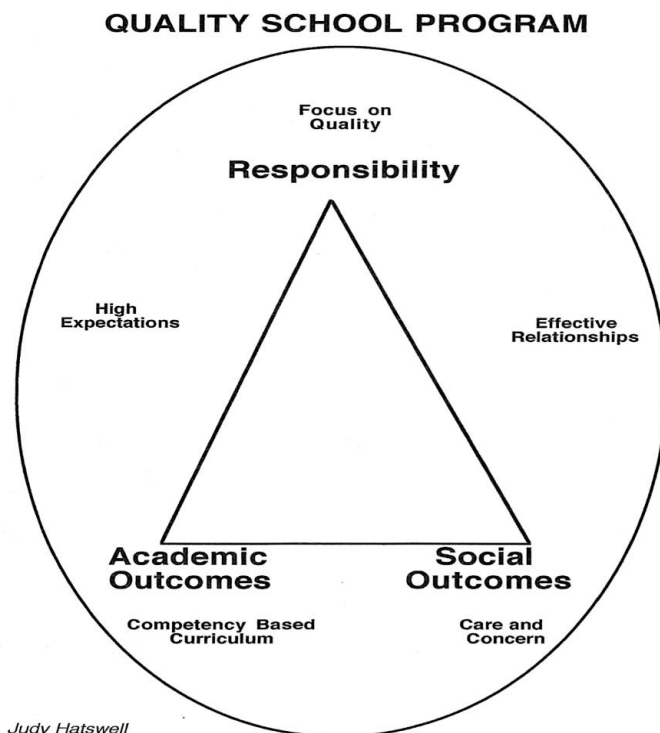 QUALITY SCHOOL PROGRAM
Focus on
Quality
Responsibility
High
Expectations
Effective
Relationships
Academic
Outcomes
Social
Outcomes
Competency Based
Curriculum
Care and
Concern
Judy Hatswell